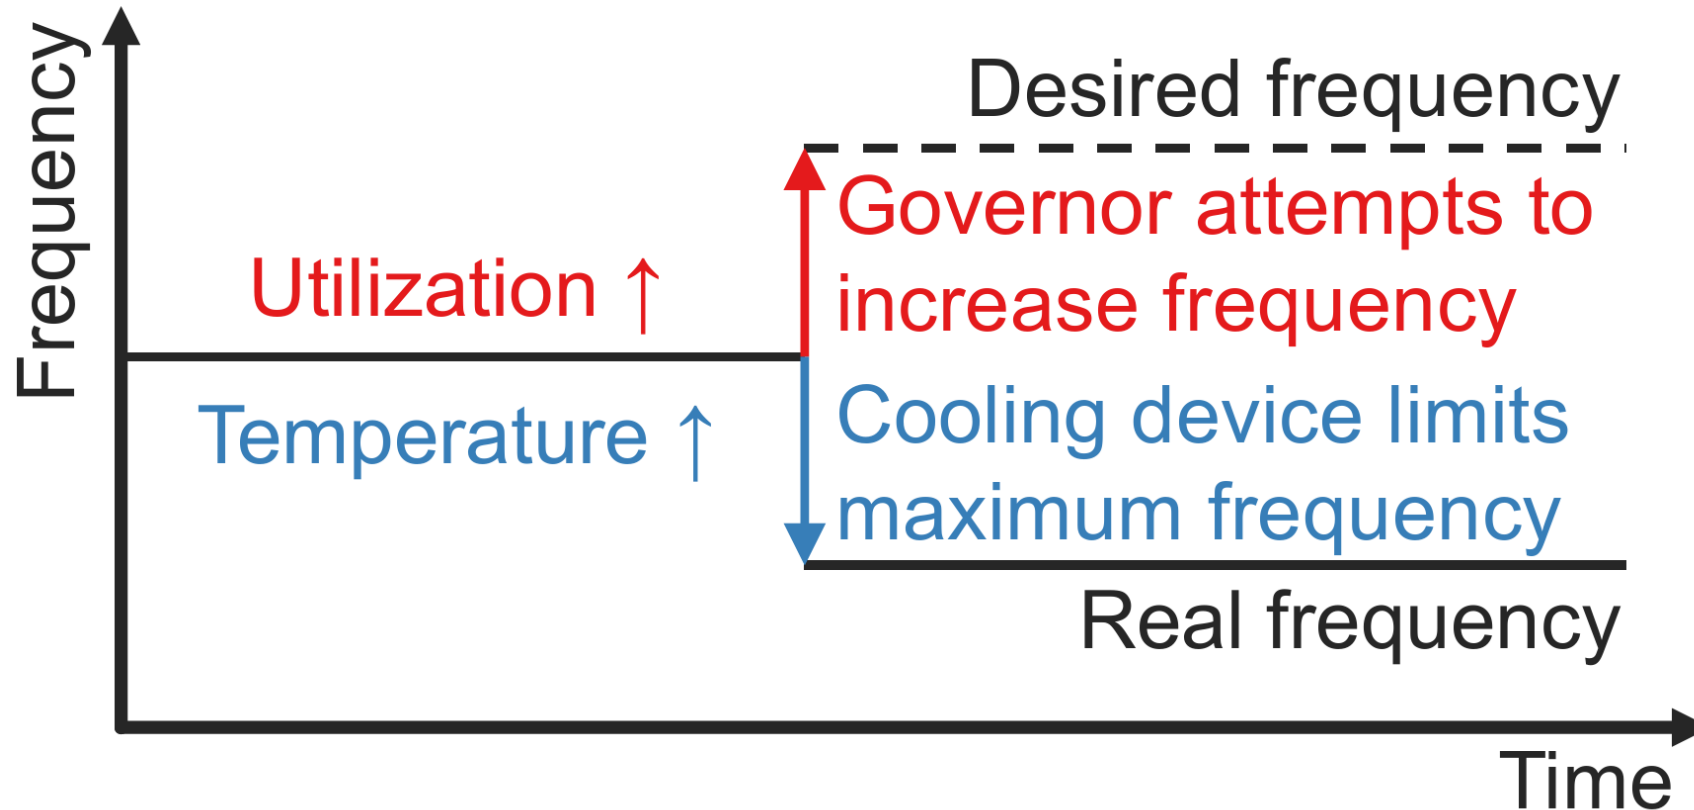 Frequency
Desired frequency
Governor attempts to
increase frequency
Utilization ↑
Temperature ↑
Cooling device limits
maximum frequency
Real frequency
Time